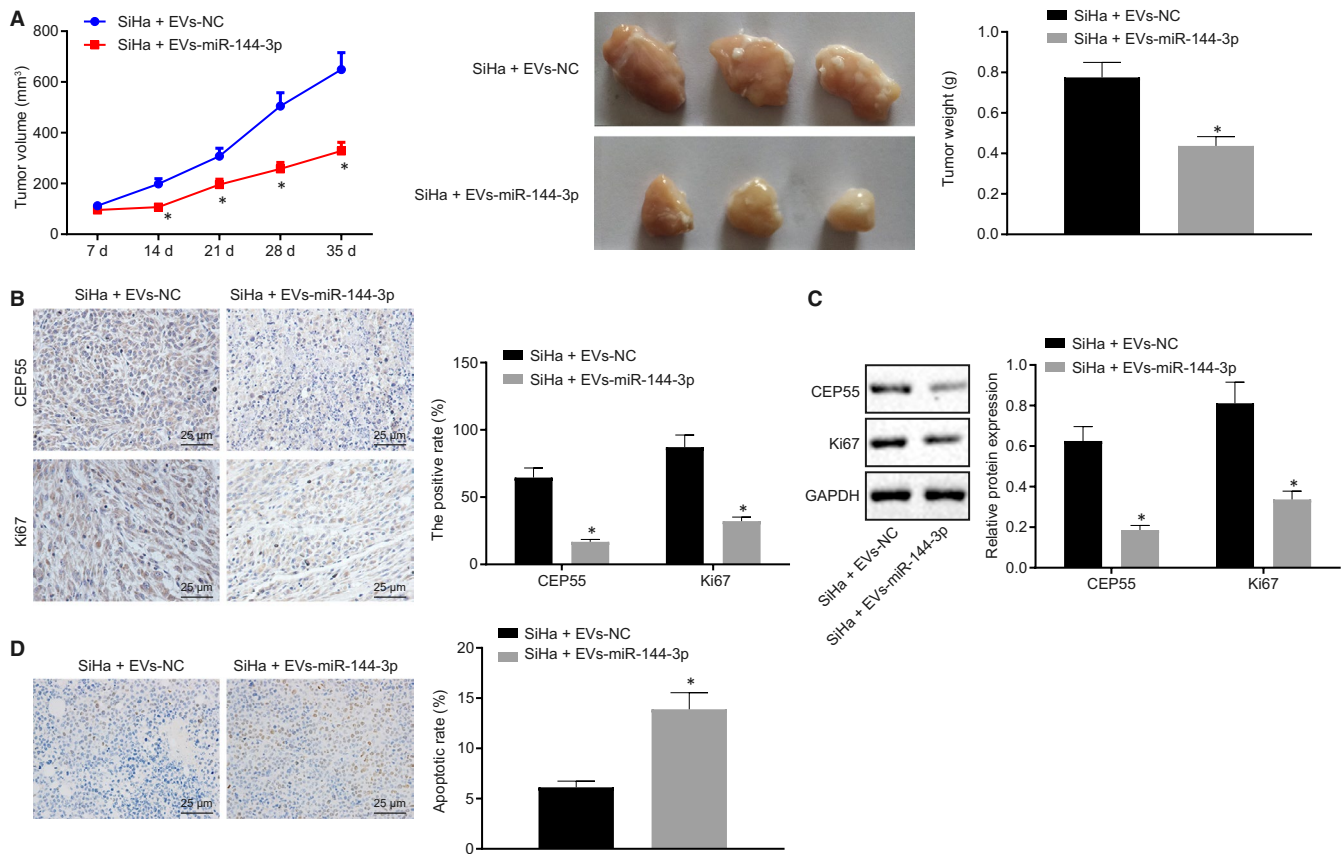 A
SiHa + EVs-NC
SiHa + EVs-miR-144-3p
Tumor volume (mm³)
800
600
400
200
0
7 d
14 d
21 d
28 d
35 d
*
*
*
*
SiHa + EVs-NC
SiHa + EVs-miR-144-3p
SiHa + EVs-NC
SiHa + EVs-miR-144-3p
Tumor weight (g)
1.0
0.8
0.6
0.4
0.2
0.0
*
B
SiHa + EVs-NC
SiHa + EVs-miR-144-3p
CEP55
25 µm
25 µm
Ki67
25 µm
25 µm
SiHa + EVs-NC
SiHa + EVs-miR-144-3p
The positive rate (%)
150
100
50
0
*
*
CEP55
Ki67
C
CEP55
Ki67
GAPDH
SiHa + EVs-NC
SiHa + EVs-miR-144-3p
SiHa + EVs-NC
SiHa + EVs-miR-144-3p
Relative protein expression
1.0
0.8
0.6
0.4
0.2
0.0
*
*
CEP55
Ki67
D
SiHa + EVs-NC
SiHa + EVs-miR-144-3p
25 µm
25 µm
SiHa + EVs-NC
SiHa + EVs-miR-144-3p
Apoptotic rate (%)
20
15
10
5
0
*